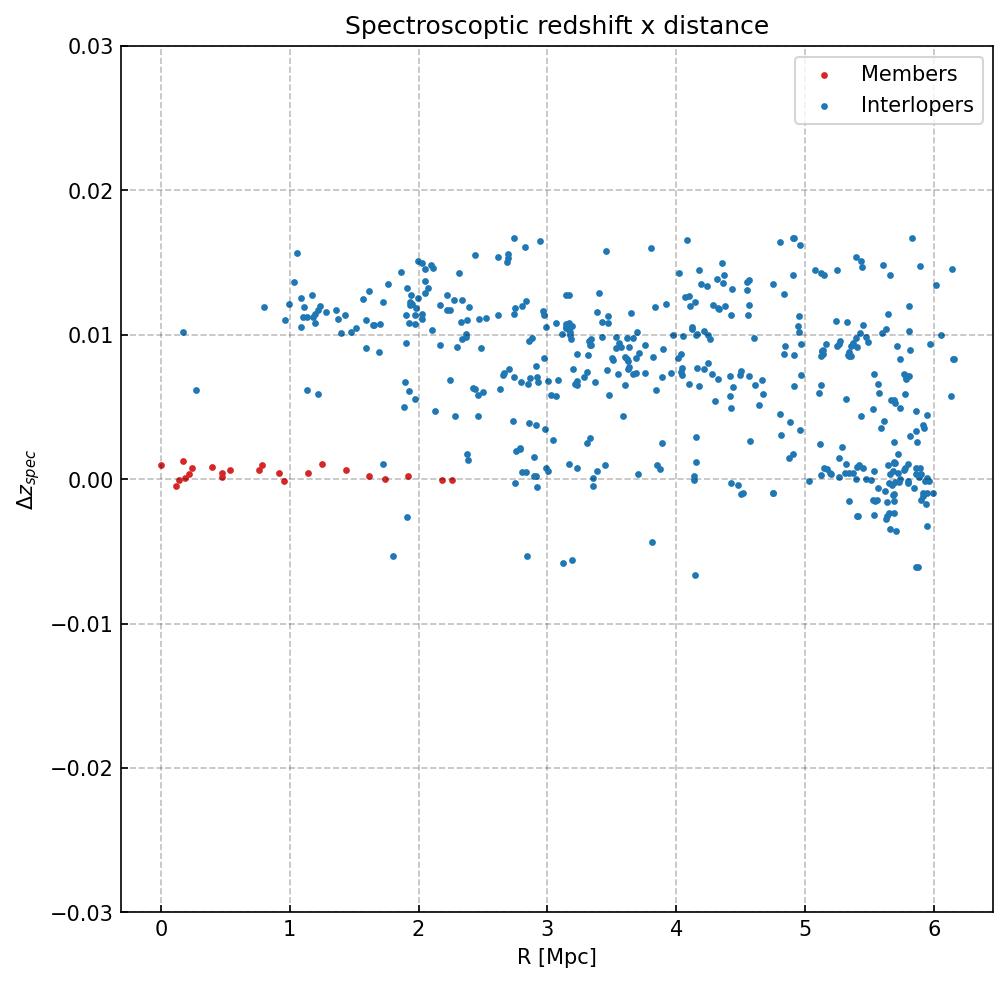 Spectroscoptic redshift x distance
0.03
0.02
0.01
0.00
−0.01
−0.02
−0.03
Δz_spec
Members
Interlopers
0 1 2 3 4 5 6
R [Mpc]